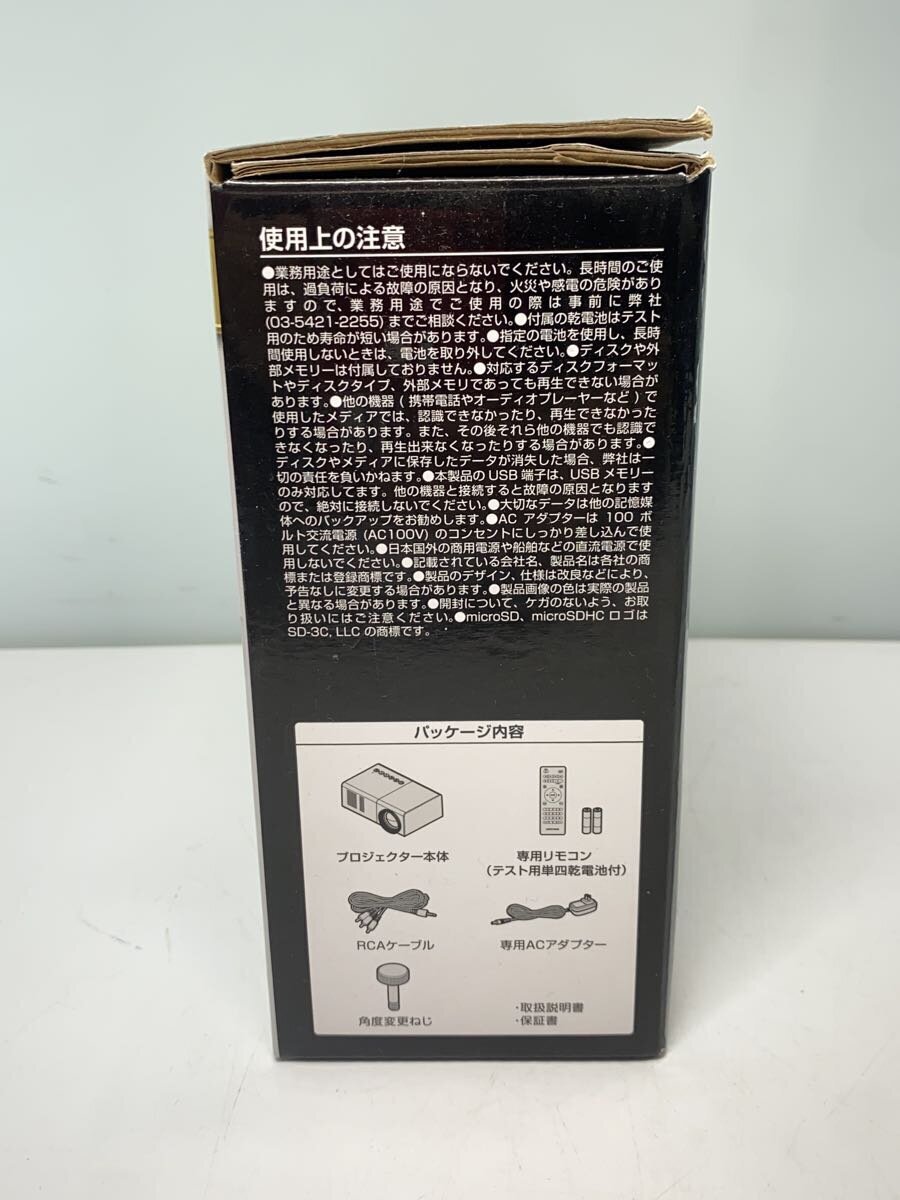 使用上の注意
●業務用途としてはご使用にならないでください。長時間のご使
用は、過負荷による故障の原因となり、火災や感電の危険があり
ますので、業務用途でご使用の際は事前に弊社
(03-5421-2255) までご相談ください。●付属の乾電池はテスト
用のため寿命が短い場合があります。●指定の電池を使用し、長時
間使用しないときは、電池を取り外してください。●ディスクや外
部メモリーは付属しておりません。●対応するディスクフォーマッ
トやディスクタイプ、外部メモリであっても再生できない場合が
あります。●他の機器 ( 携帯電話やオーディオプレーヤーなど ) で
使用したメディアでは、認識できなかったり、再生できなかった
りする場合があります。また、その後それら他の機器でも認識で
きなくなったり、再生出来なくなったりする場合があります。●
ディスクやメディアに保存したデータが消失した場合、弊社は一
切の責任を負いかねます。●本製品の USB 端子は、USB メモリー
のみ対応してます。他の機器と接続すると故障の原因となります
ので、絶対に接続しないでください。●大切なデータは他の記憶媒
体へのバックアップをお勧めします。●AC アダプターは 100 ボ
ルト交流電源 (AC100V) のコンセントにしっかり差し込んで使
用してください。●日本国外の商用電源や船舶などの直流電源で使
用しないでください。●記載されている会社名、製品名は各社の商
標または登録商標です。●製品のデザイン、仕様は改良などにより、
予告なしに変更する場合があります。●製品画像の色は実際の製品
と異なる場合があります。●開封について、ケガのないよう、お取
り扱いにはご注意ください。●microSD、microSDHC ロゴは
SD-3C, LLC の商標です。
パッケージ内容
プロジェクター本体
専用リモコン
(テスト用単四乾電池付)
RCAケーブル
専用ACアダプター
角度変更ねじ
・取扱説明書
・保証書